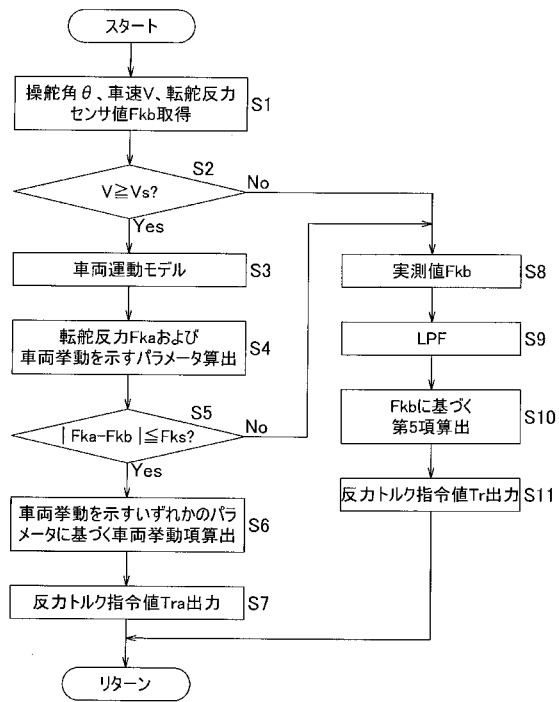 スタート
操舵角θ、車速V、転舵反力
センサ値Fkb取得
S1
V≧Vs?
S2
No
Yes
車両運動モデル
S3
転舵反力Fkaおよび
車両挙動を示すパラメータ算出
S4
|Fka-Fkb|≦Fks?
S5
No
Yes
車両挙動を示すいずれかのパラ
メータに基づく車両挙動項算出
S6
反力トルク指令値Tra出力
S7
実測値Fkb
S8
LPF
S9
Fkbに基づく
第5項算出
S10
反力トルク指令値Tr出力
S11
リターン